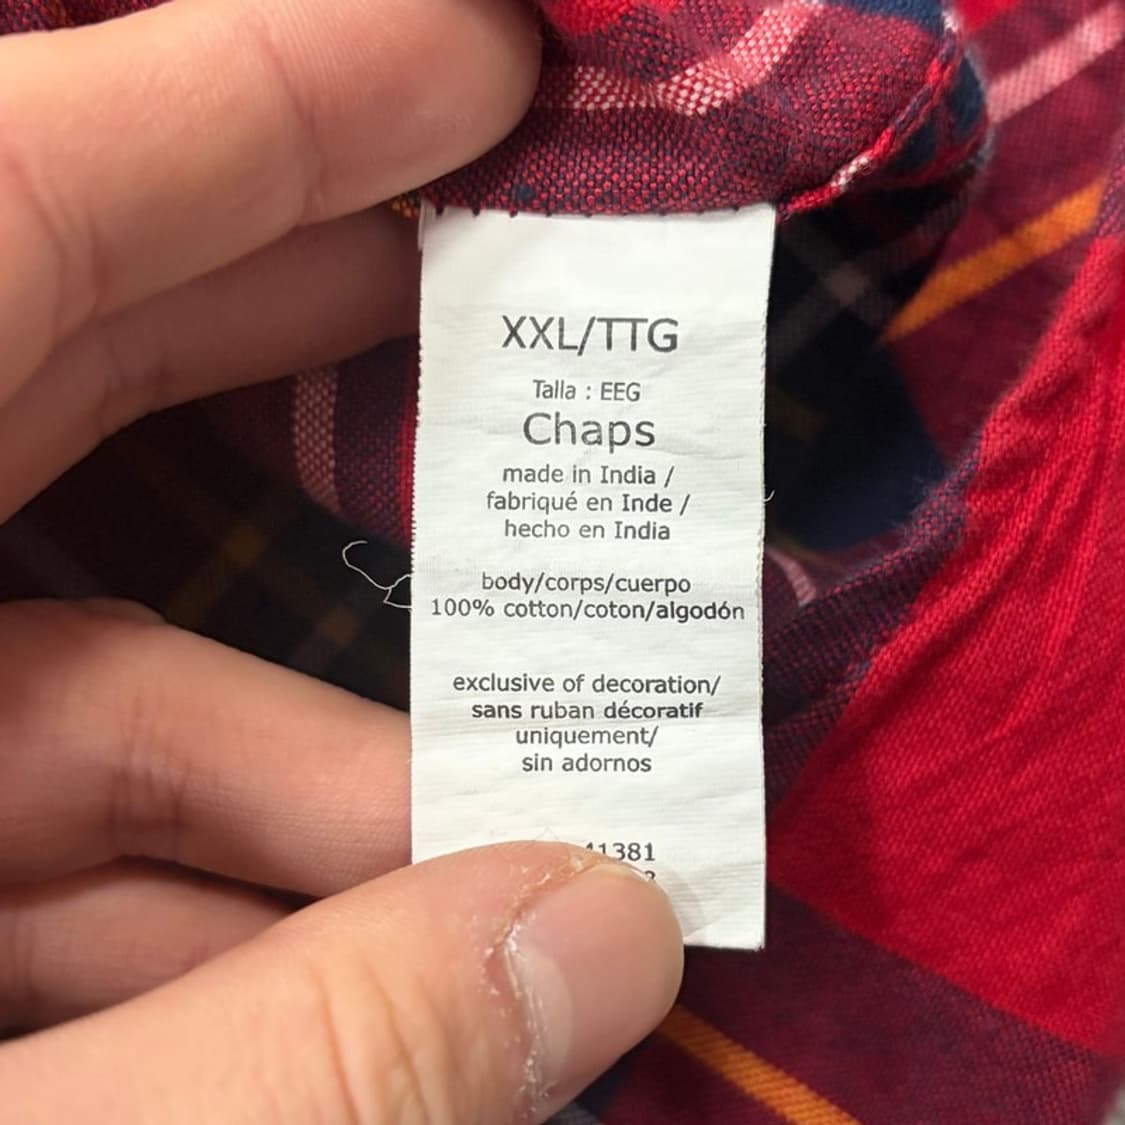 XXL/TTG
Talla : EEG
Chaps
made in India /
fabriqué en Inde /
hecho en India
body/corps/cuerpo
100% cotton/coton/algodón
exclusive of decoration/
sans ruban décoratif
uniquement/
sin adornos